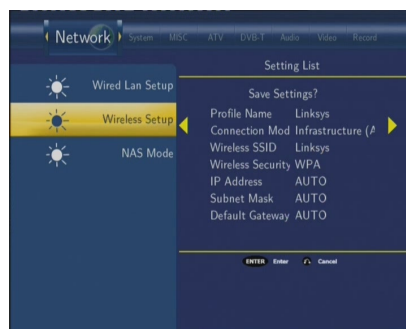 Network System MISC ATV DVB-T Audio Video Record
Setting List
Wired Lan Setup
Wireless Setup
NAS Mode
Save Settings?
Profile Name Linksys
Connection Mod Infrastructure (A
Wireless SSID Linksys
Wireless Security WPA
IP Address AUTO
Subnet Mask AUTO
Default Gateway AUTO
ENTER Enter Cancel